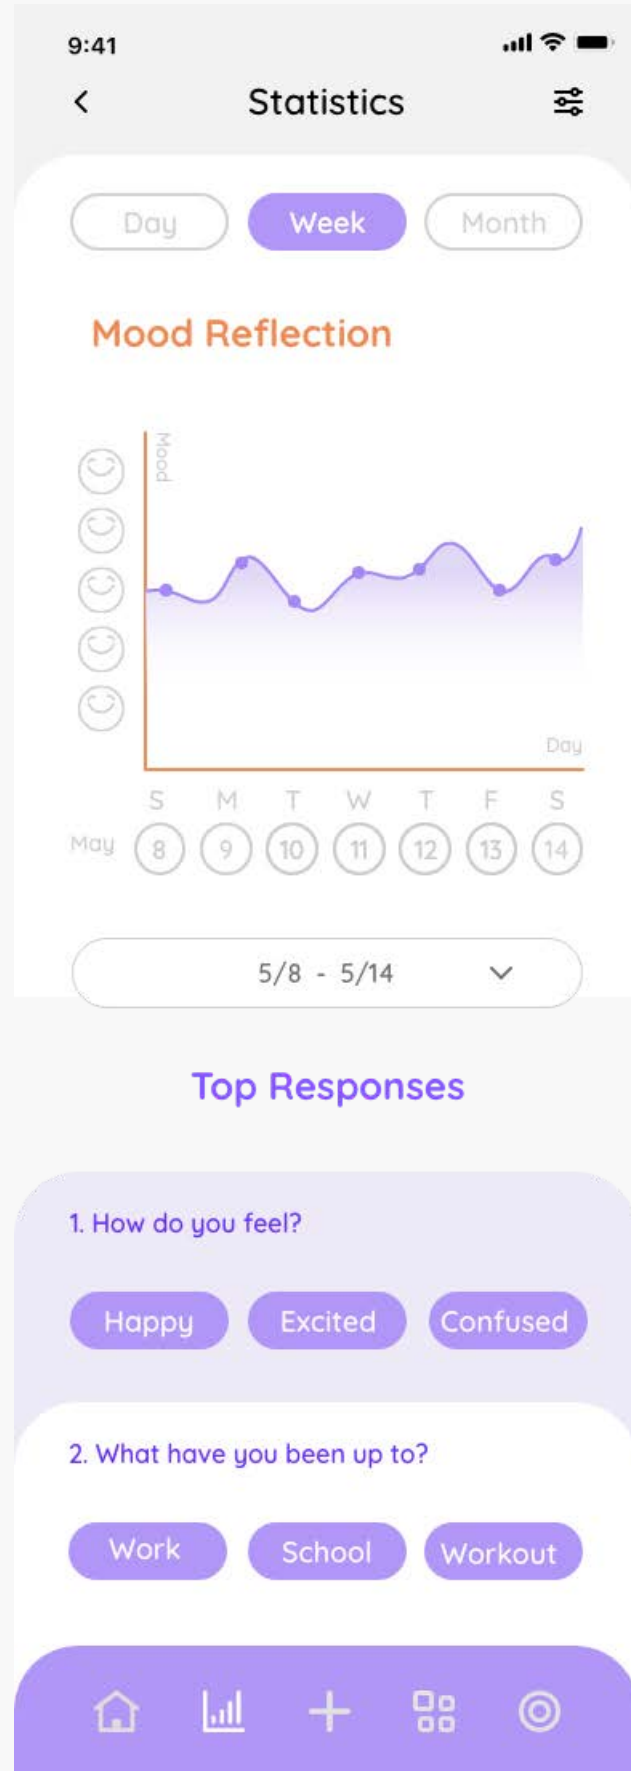 9:41
Statistics
Day Week Month
Mood Reflection
Mood
Day
S M T W T F S
May 8 9 10 11 12 13 14
5/8 - 5/14
Top Responses
1. How do you feel?
Happy Excited Confused
2. What have you been up to?
Work School Workout